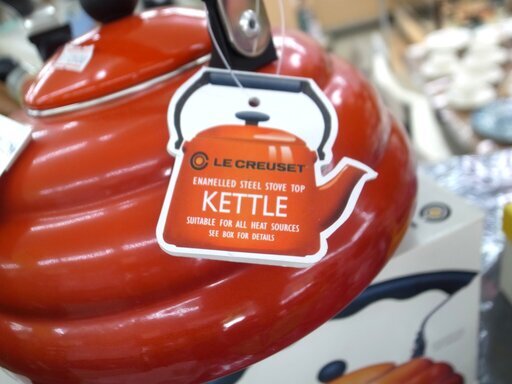 LE CREUSET
ENAMELLED STEEL STOVE TOP
KETTLE
SUITABLE FOR ALL HEAT SOURCES
SEE BOX FOR DETAILS